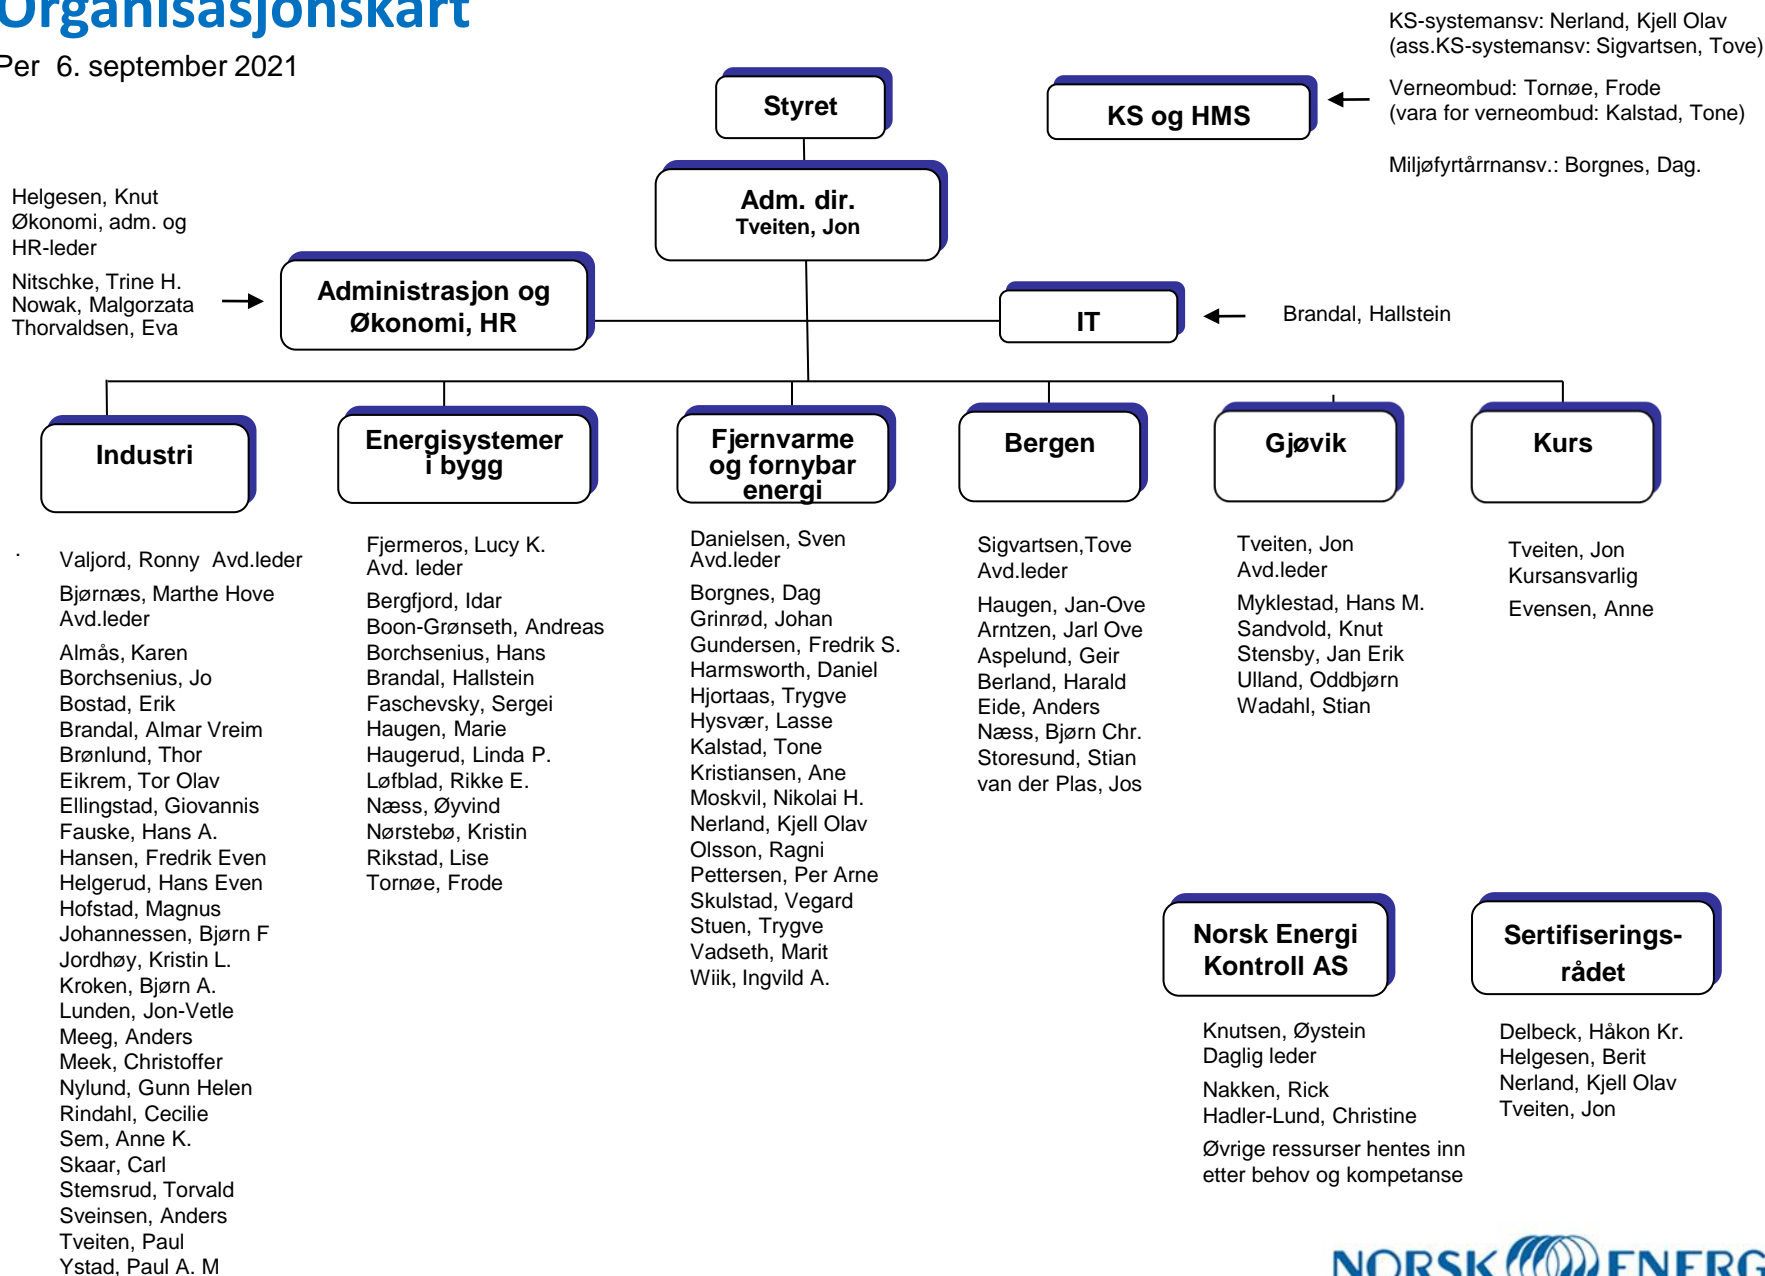 Organisasjonskart
Per 6. september 2021
KS-systemansv: Nerland, Kjell Olav
(ass.KS-systemansv: Sigvartsen, Tove)
Verneombud: Tornøe, Frode
(vara for verneombud: Kalstad, Tone)
Miljøfyrtårrnansv.: Borgnes, Dag.
KS og HMS
Styret
Adm. dir.
Tveiten, Jon
Helgesen, Knut
Økonomi, adm. og
HR-leder
Nitschke, Trine H.
Nowak, Malgorzata
Thorvaldsen, Eva
Administrasjon og
Økonomi, HR
IT
Brandal, Hallstein
Industri
.
Valjord, Ronny Avd.leder
Bjørnæs, Marthe Hove
Avd.leder
Almås, Karen
Borchsenius, Jo
Bostad, Erik
Brandal, Almar Vreim
Brønlund, Thor
Eikrem, Tor Olav
Ellingstad, Giovannis
Fauske, Hans A.
Hansen, Fredrik Even
Helgerud, Hans Even
Hofstad, Magnus
Johannessen, Bjørn F
Jordhøy, Kristin L.
Kroken, Bjørn A.
Lunden, Jon-Vetle
Meeg, Anders
Meek, Christoffer
Nylund, Gunn Helen
Rindahl, Cecilie
Sem, Anne K.
Skaar, Carl
Stemsrud, Torvald
Sveinsen, Anders
Tveiten, Paul
Ystad, Paul A. M
Energisystemer
i bygg
Fjermeros, Lucy K.
Avd. leder
Bergfjord, Idar
Boon-Grønseth, Andreas
Borchsenius, Hans
Brandal, Hallstein
Faschevsky, Sergei
Haugen, Marie
Haugerud, Linda P.
Løfblad, Rikke E.
Næss, Øyvind
Nørstebø, Kristin
Rikstad, Lise
Tornøe, Frode
Fjernvarme
og fornybar
energi
Danielsen, Sven
Avd.leder
Borgnes, Dag
Grinrød, Johan
Gundersen, Fredrik S.
Harmsworth, Daniel
Hjortaas, Trygve
Hysvær, Lasse
Kalstad, Tone
Kristiansen, Ane
Moskvil, Nikolai H.
Nerland, Kjell Olav
Olsson, Ragni
Pettersen, Per Arne
Skulstad, Vegard
Stuen, Trygve
Vadseth, Marit
Wiik, Ingvild A.
Bergen
Sigvartsen,Tove
Avd.leder
Haugen, Jan-Ove
Arntzen, Jarl Ove
Aspelund, Geir
Berland, Harald
Eide, Anders
Næss, Bjørn Chr.
Storesund, Stian
van der Plas, Jos
Gjøvik
Tveiten, Jon
Avd.leder
Myklestad, Hans M.
Sandvold, Knut
Stensby, Jan Erik
Ulland, Oddbjørn
Wadahl, Stian
Kurs
Tveiten, Jon
Kursansvarlig
Evensen, Anne
Norsk Energi
Kontroll AS
Knutsen, Øystein
Daglig leder
Nakken, Rick
Hadler-Lund, Christine
Øvrige ressurser hentes inn
etter behov og kompetanse
Sertifiserings-
rådet
Delbeck, Håkon Kr.
Helgesen, Berit
Nerland, Kjell Olav
Tveiten, Jon
NORSK ENERG